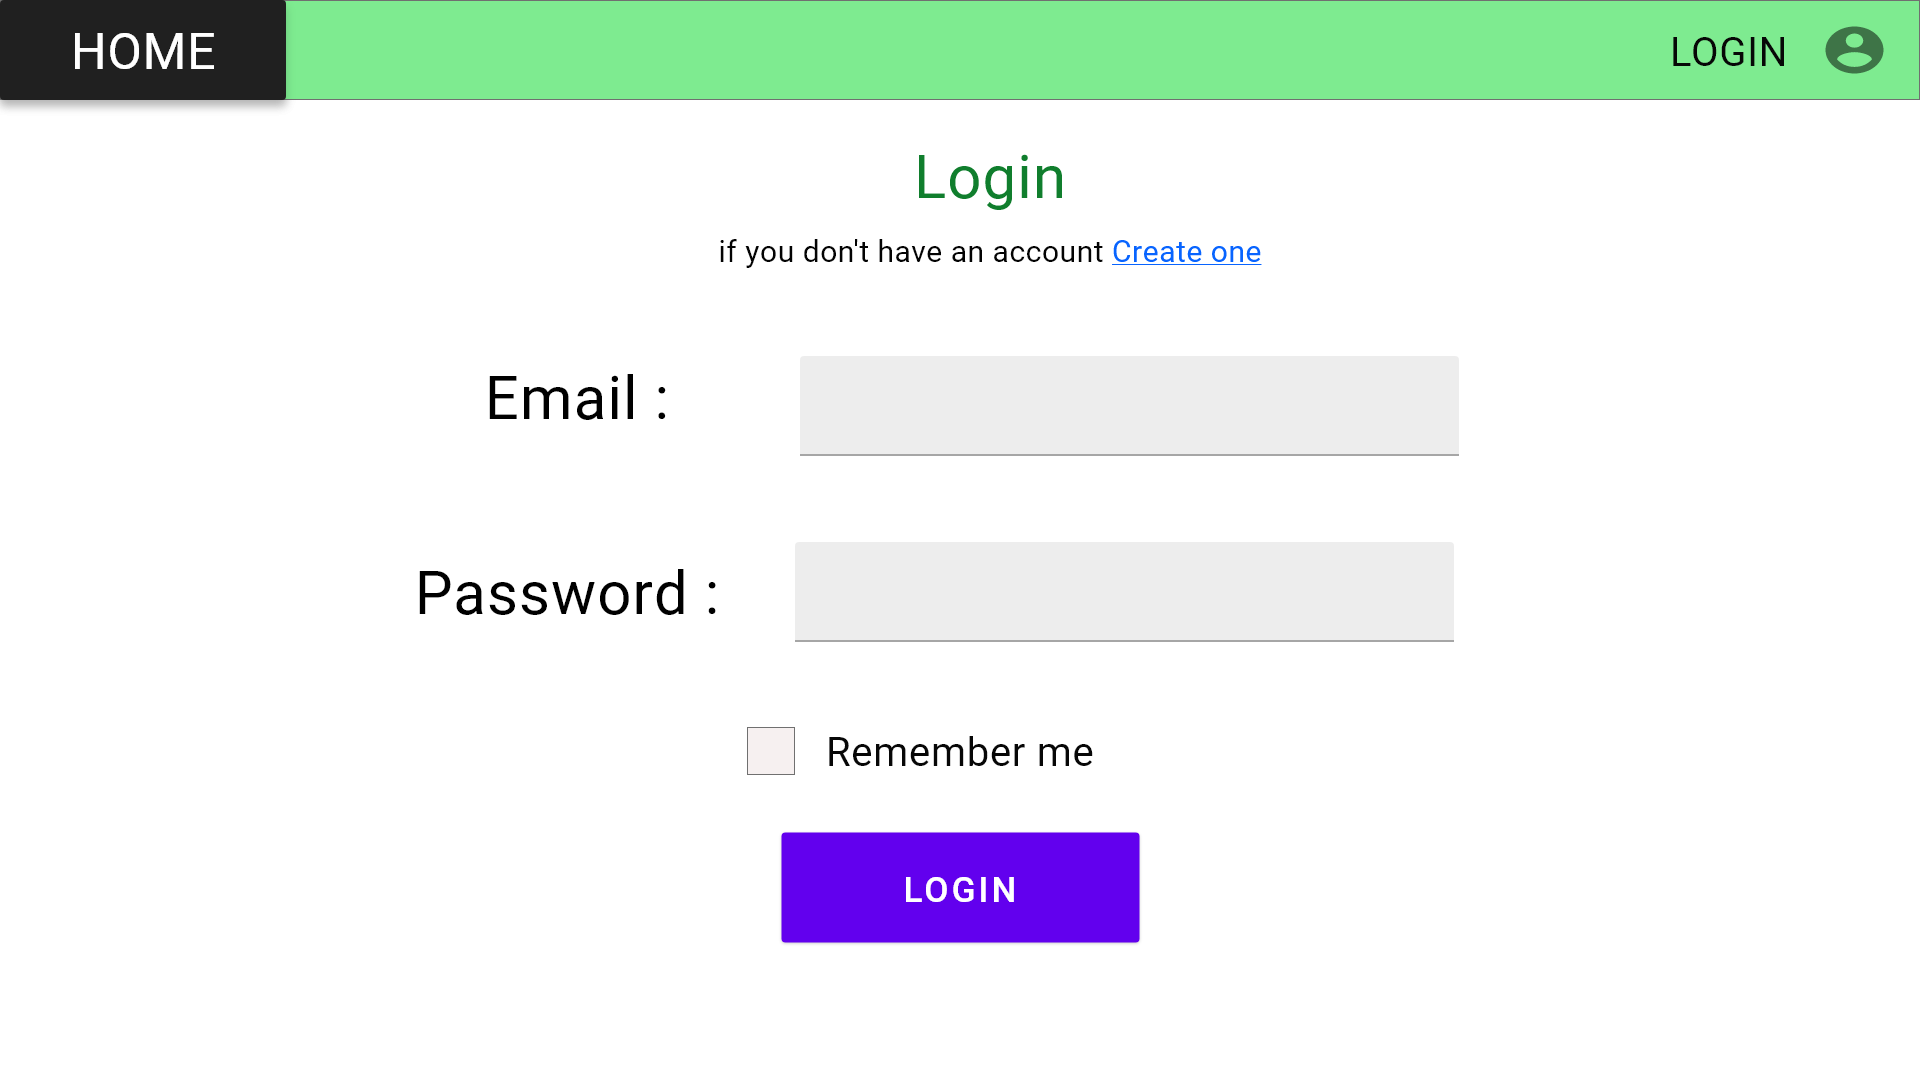 HOME
LOGIN
Login
if you don't have an account Create one
Email :
Password :
Remember me
LOGIN